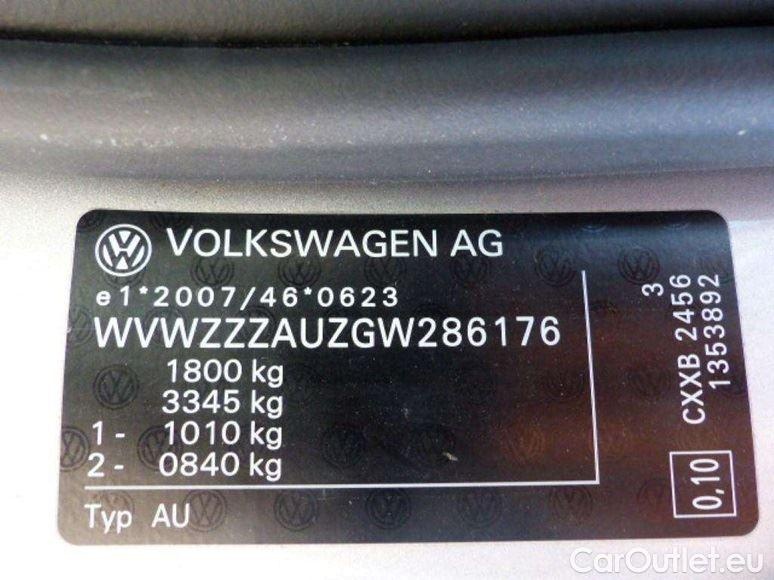 VOLKSWAGEN AG
e1*2007/46*0623
WVWZZZAUZGW286176
1800 kg
3345 kg
1 - 1010 kg
2 - 0840 kg
Typ AU
3
CXXB 2456
1353892
0,10
CarOutlet.eu